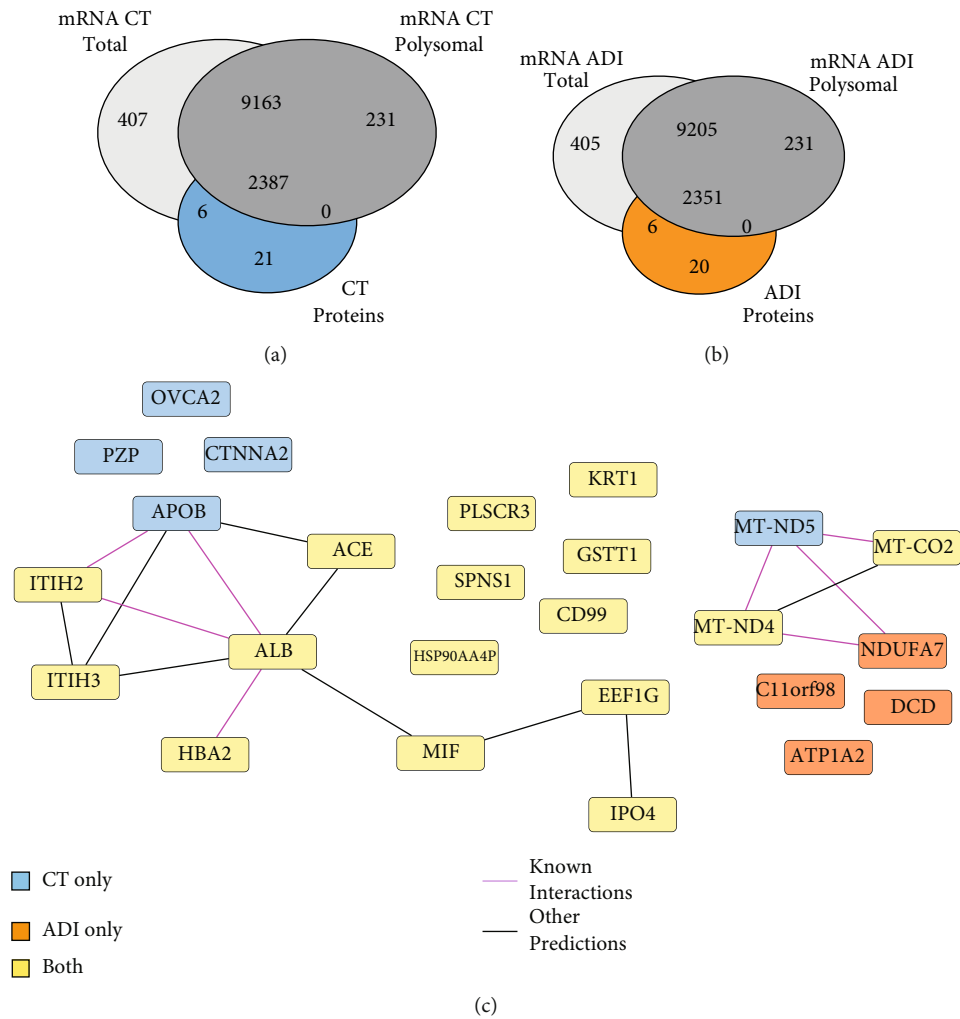 mRNA CT
Total
mRNA CT
Polysomal
407
9163
231
2387
6
0
21
CT
Proteins
(a)
mRNA ADI
Total
mRNA ADI
Polysomal
405
9205
231
2351
6
0
20
ADI
Proteins
(b)
OVCA2
PZP
CTNNA2
APOB
ACE
ITIH2
ALB
ITIH3
HBA2
MIF
KRT1
PLSCR3
GSTT1
SPNS1
CD99
HSP90AA4P
EEF1G
IPO4
MT-ND5
MT-CO2
MT-ND4
NDUFA7
C11orf98
DCD
ATP1A2
CT only
ADI only
Both
Known
Interactions
Other
Predictions
(c)